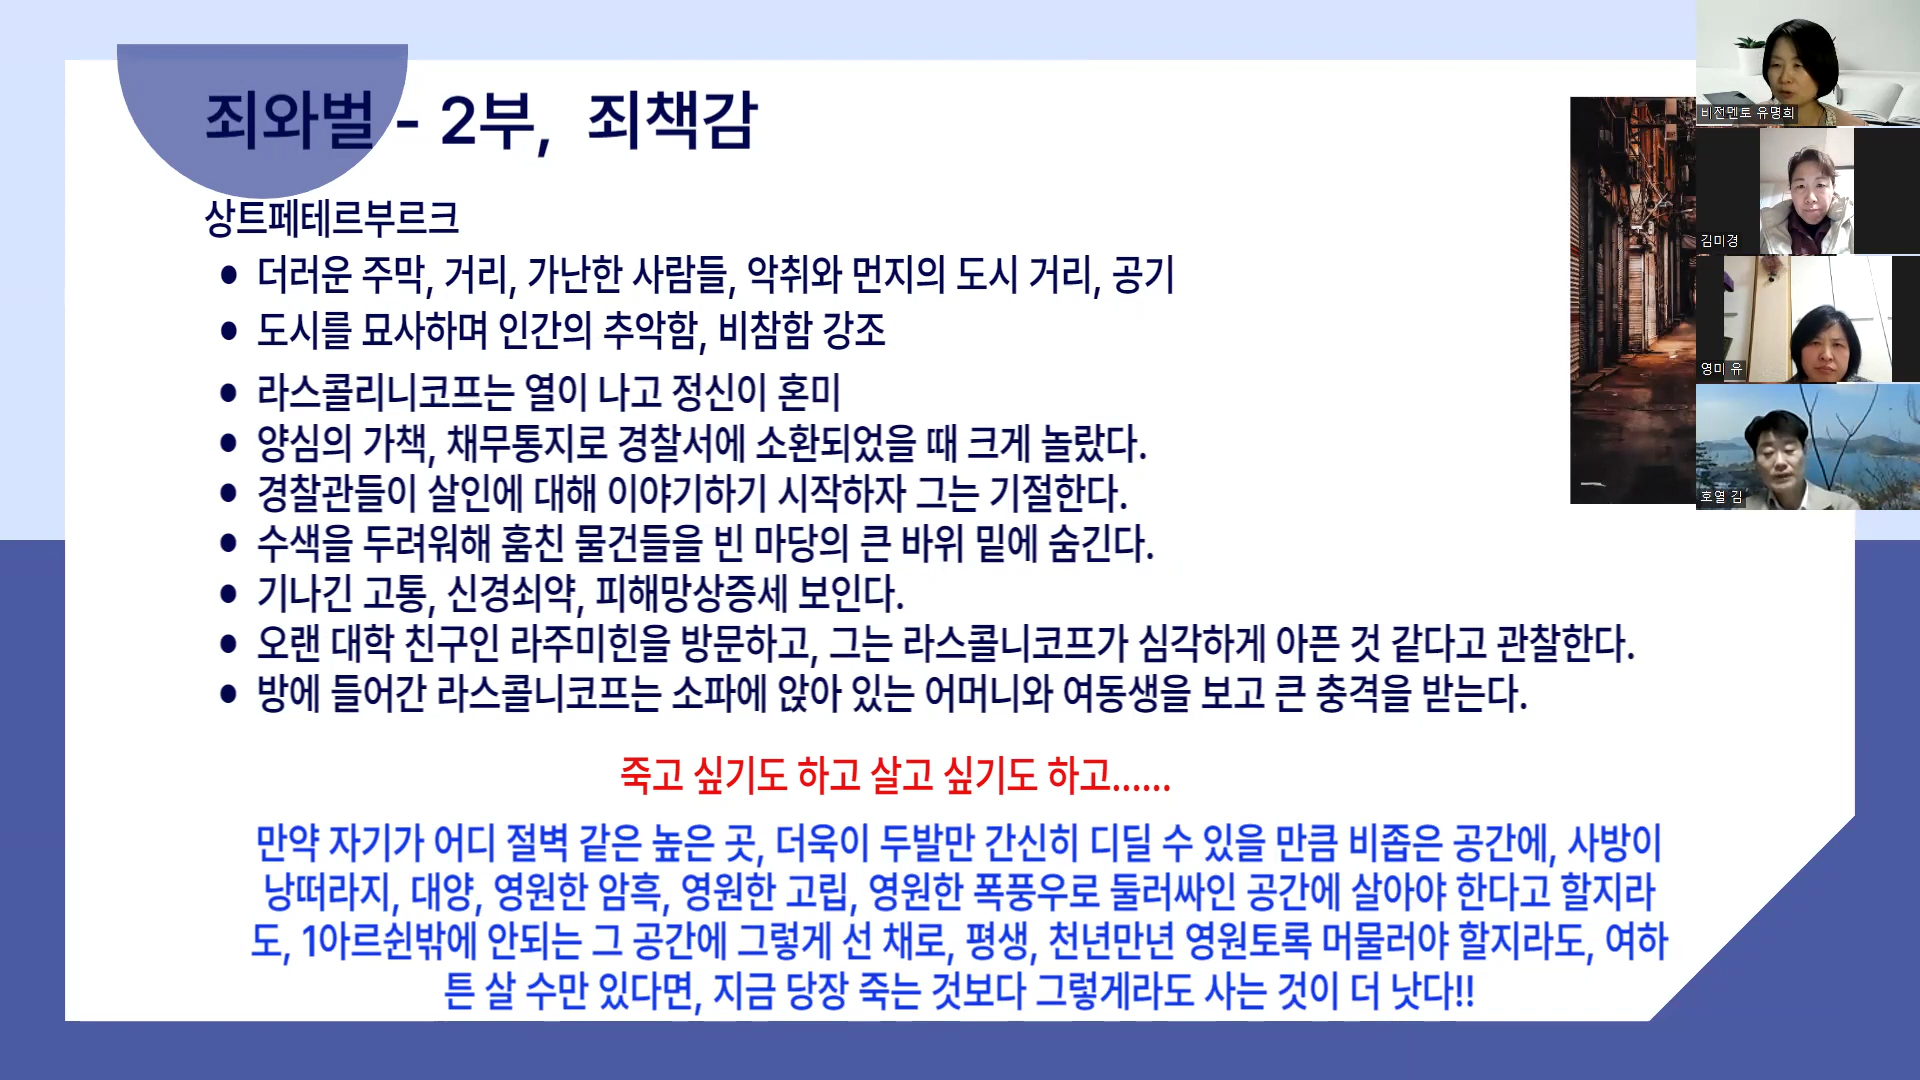 죄와벌 - 2부, 죄책감
상트페테르부르크
● 더러운 주막, 거리, 가난한 사람들, 악취와 먼지의 도시 거리, 공기
● 도시를 묘사하며 인간의 추악함, 비참함 강조
● 라스콜리니코프는 열이 나고 정신이 혼미
● 양심의 가책, 채무통지로 경찰서에 소환되었을 때 크게 놀랐다.
● 경찰관들이 살인에 대해 이야기하기 시작하자 그는 기절한다.
● 수색을 두려워해 훔친 물건들을 빈 마당의 큰 바위 밑에 숨긴다.
● 기나긴 고통, 신경쇠약, 피해망상증세 보인다.
● 오랜 대학 친구인 라주미힌을 방문하고, 그는 라스콜니코프가 심각하게 아픈 것 같다고 관찰한다.
● 방에 들어간 라스콜니코프는 소파에 앉아 있는 어머니와 여동생을 보고 큰 충격을 받는다.
죽고 싶기도 하고 살고 싶기도 하고......
만약 자기가 어디 절벽 같은 높은 곳, 더욱이 두발만 간신히 디딜 수 있을 만큼 비좁은 공간에, 사방이
낭떠라지, 대양, 영원한 암흑, 영원한 고립, 영원한 폭풍우로 둘러싸인 공간에 살아야 한다고 할지라
도, 1아르쉰밖에 안되는 그 공간에 그렇게 선 채로, 평생, 천년만년 영원토록 머물러야 할지라도, 여하
튼 살 수만 있다면, 지금 당장 죽는 것보다 그렇게라도 사는 것이 더 낫다!!
비전멘토 유명희
김미경
영미 유
호열 김